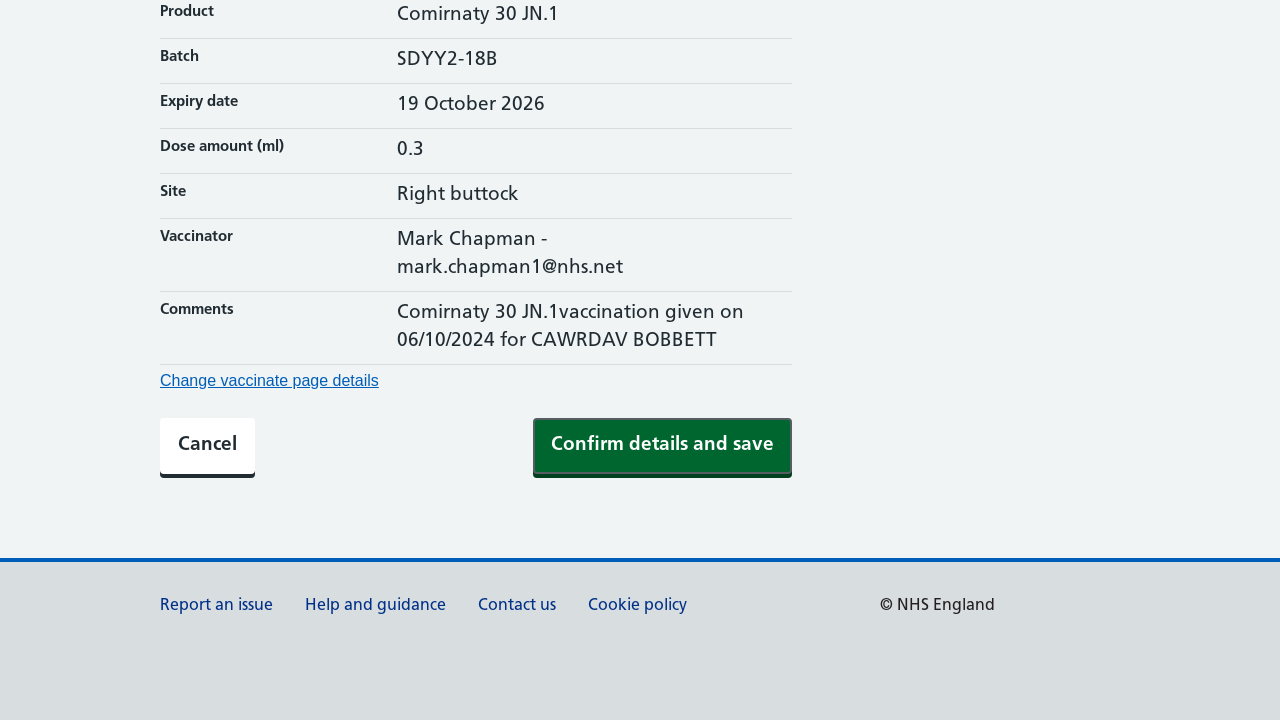 Product Comirnaty 30 JN.1
Batch SDYY2-18B
Expiry date 19 October 2026
Dose amount (ml) 0.3
Site Right buttock
Vaccinator Mark Chapman -
mark.chapman1@nhs.net
Comments Comirnaty 30 JN.1vaccination given on
06/10/2024 for CAWRDAV BOBBETT
Change vaccinate page details
Cancel Confirm details and save
Report an issue Help and guidance Contact us Cookie policy © NHS England